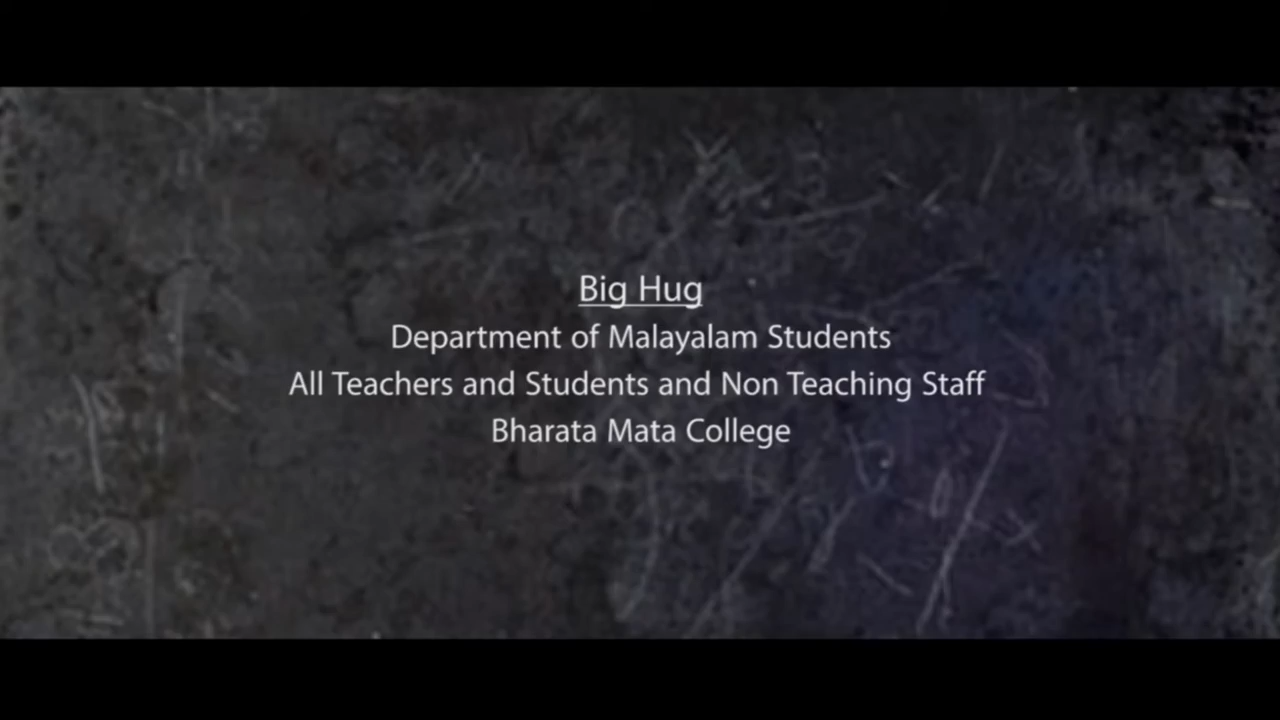 Big Hug
Department of Malayalam Students
All Teachers and Students and Non Teaching Staff
Bharata Mata College